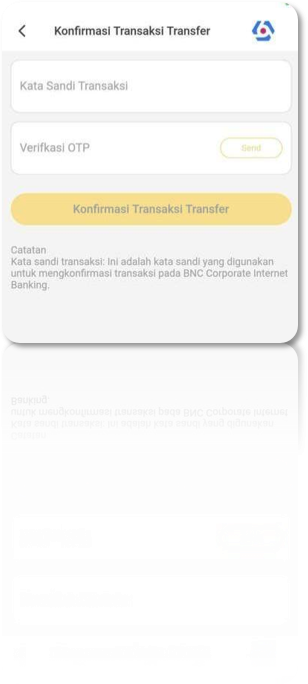 Konfirmasi Transaksi Transfer
Kata Sandi Transaksi
Verifkasi OTP
Send
Konfirmasi Transaksi Transfer
Catatan
Kata sandi transaksi: Ini adalah kata sandi yang digunakan
untuk mengkonfirmasi transaksi pada BNC Corporate Internet
Banking.